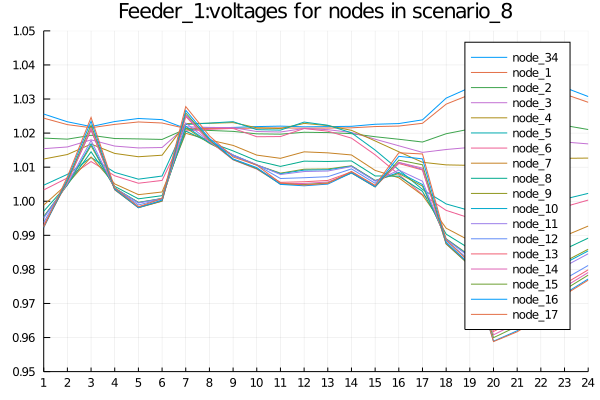 Feeder_1:voltages for nodes in scenario_8
1.05
1.04
1.03
1.02
1.01
1.00
0.99
0.98
0.97
0.96
0.95
node_34
node_1
node_2
node_3
node_4
node_5
node_6
node_7
node_8
node_9
node_10
node_11
node_12
node_13
node_14
node_15
node_16
node_17
1 2 3 4 5 6 7 8 9 10 11 12 13 14 15 16 17 18 19 20 21 22 23 24